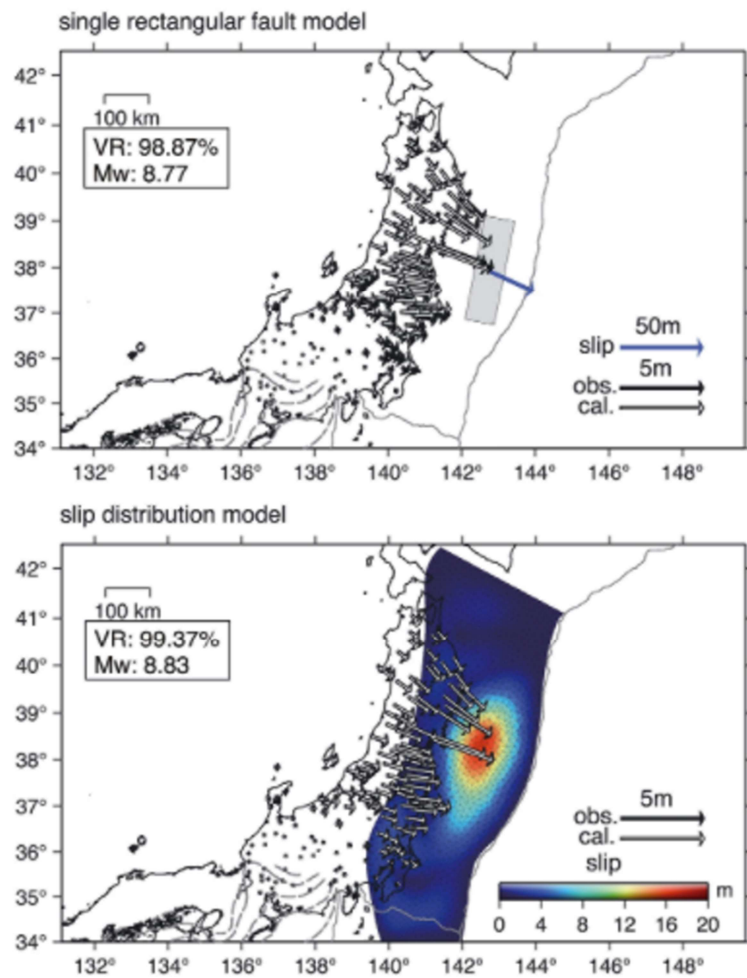 single rectangular fault model
42°
41°
40°
39°
38°
37°
36°
35°
34°
100 km
VR: 98.87%
Mw: 8.77
50m
slip
5m
obs.
cal.
132° 134° 136° 138° 140° 142° 144° 146° 148°
slip distribution model
42°
41°
40°
39°
38°
37°
36°
35°
34°
100 km
VR: 99.37%
Mw: 8.83
5m
obs.
cal.
slip
m
0 4 8 12 16 20
132° 134° 136° 138° 140° 142° 144° 146° 148°